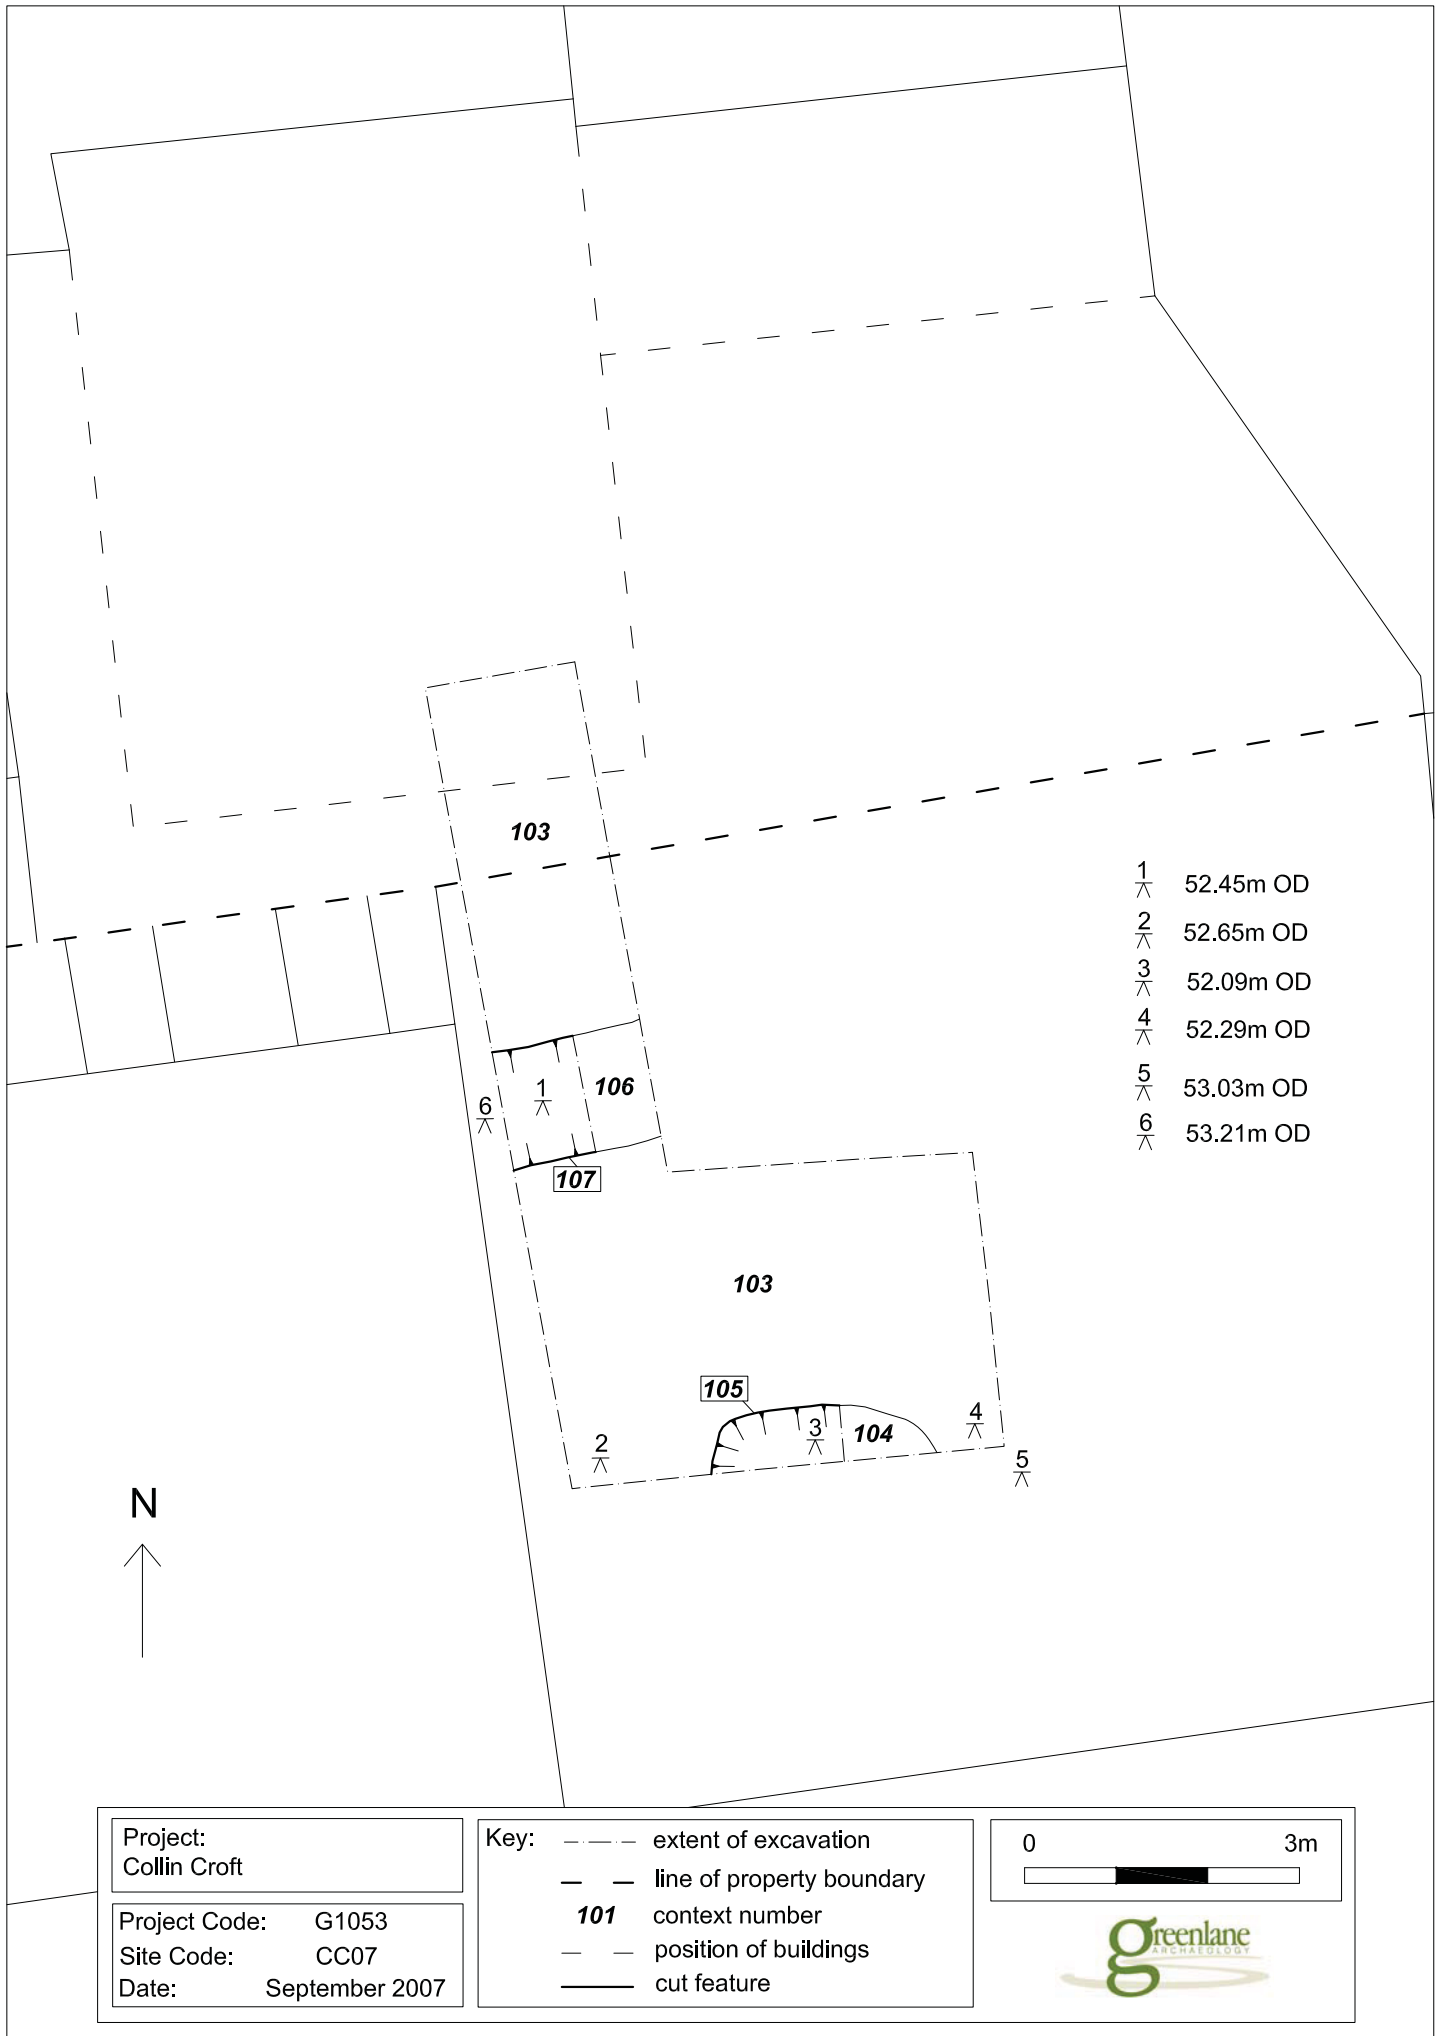 103
1 52.45m OD
2 52.65m OD
3 52.09m OD
4 52.29m OD
5 53.03m OD
6 53.21m OD
1
106
6
107
103
105
3
104
4
2
5
N
Project:
Collin Croft
Project Code: G1053
Site Code: CC07
Date: September 2007
Key:
extent of excavation
line of property boundary
101 context number
position of buildings
cut feature
0 3m
greenlane
ARCHAEOLOGY